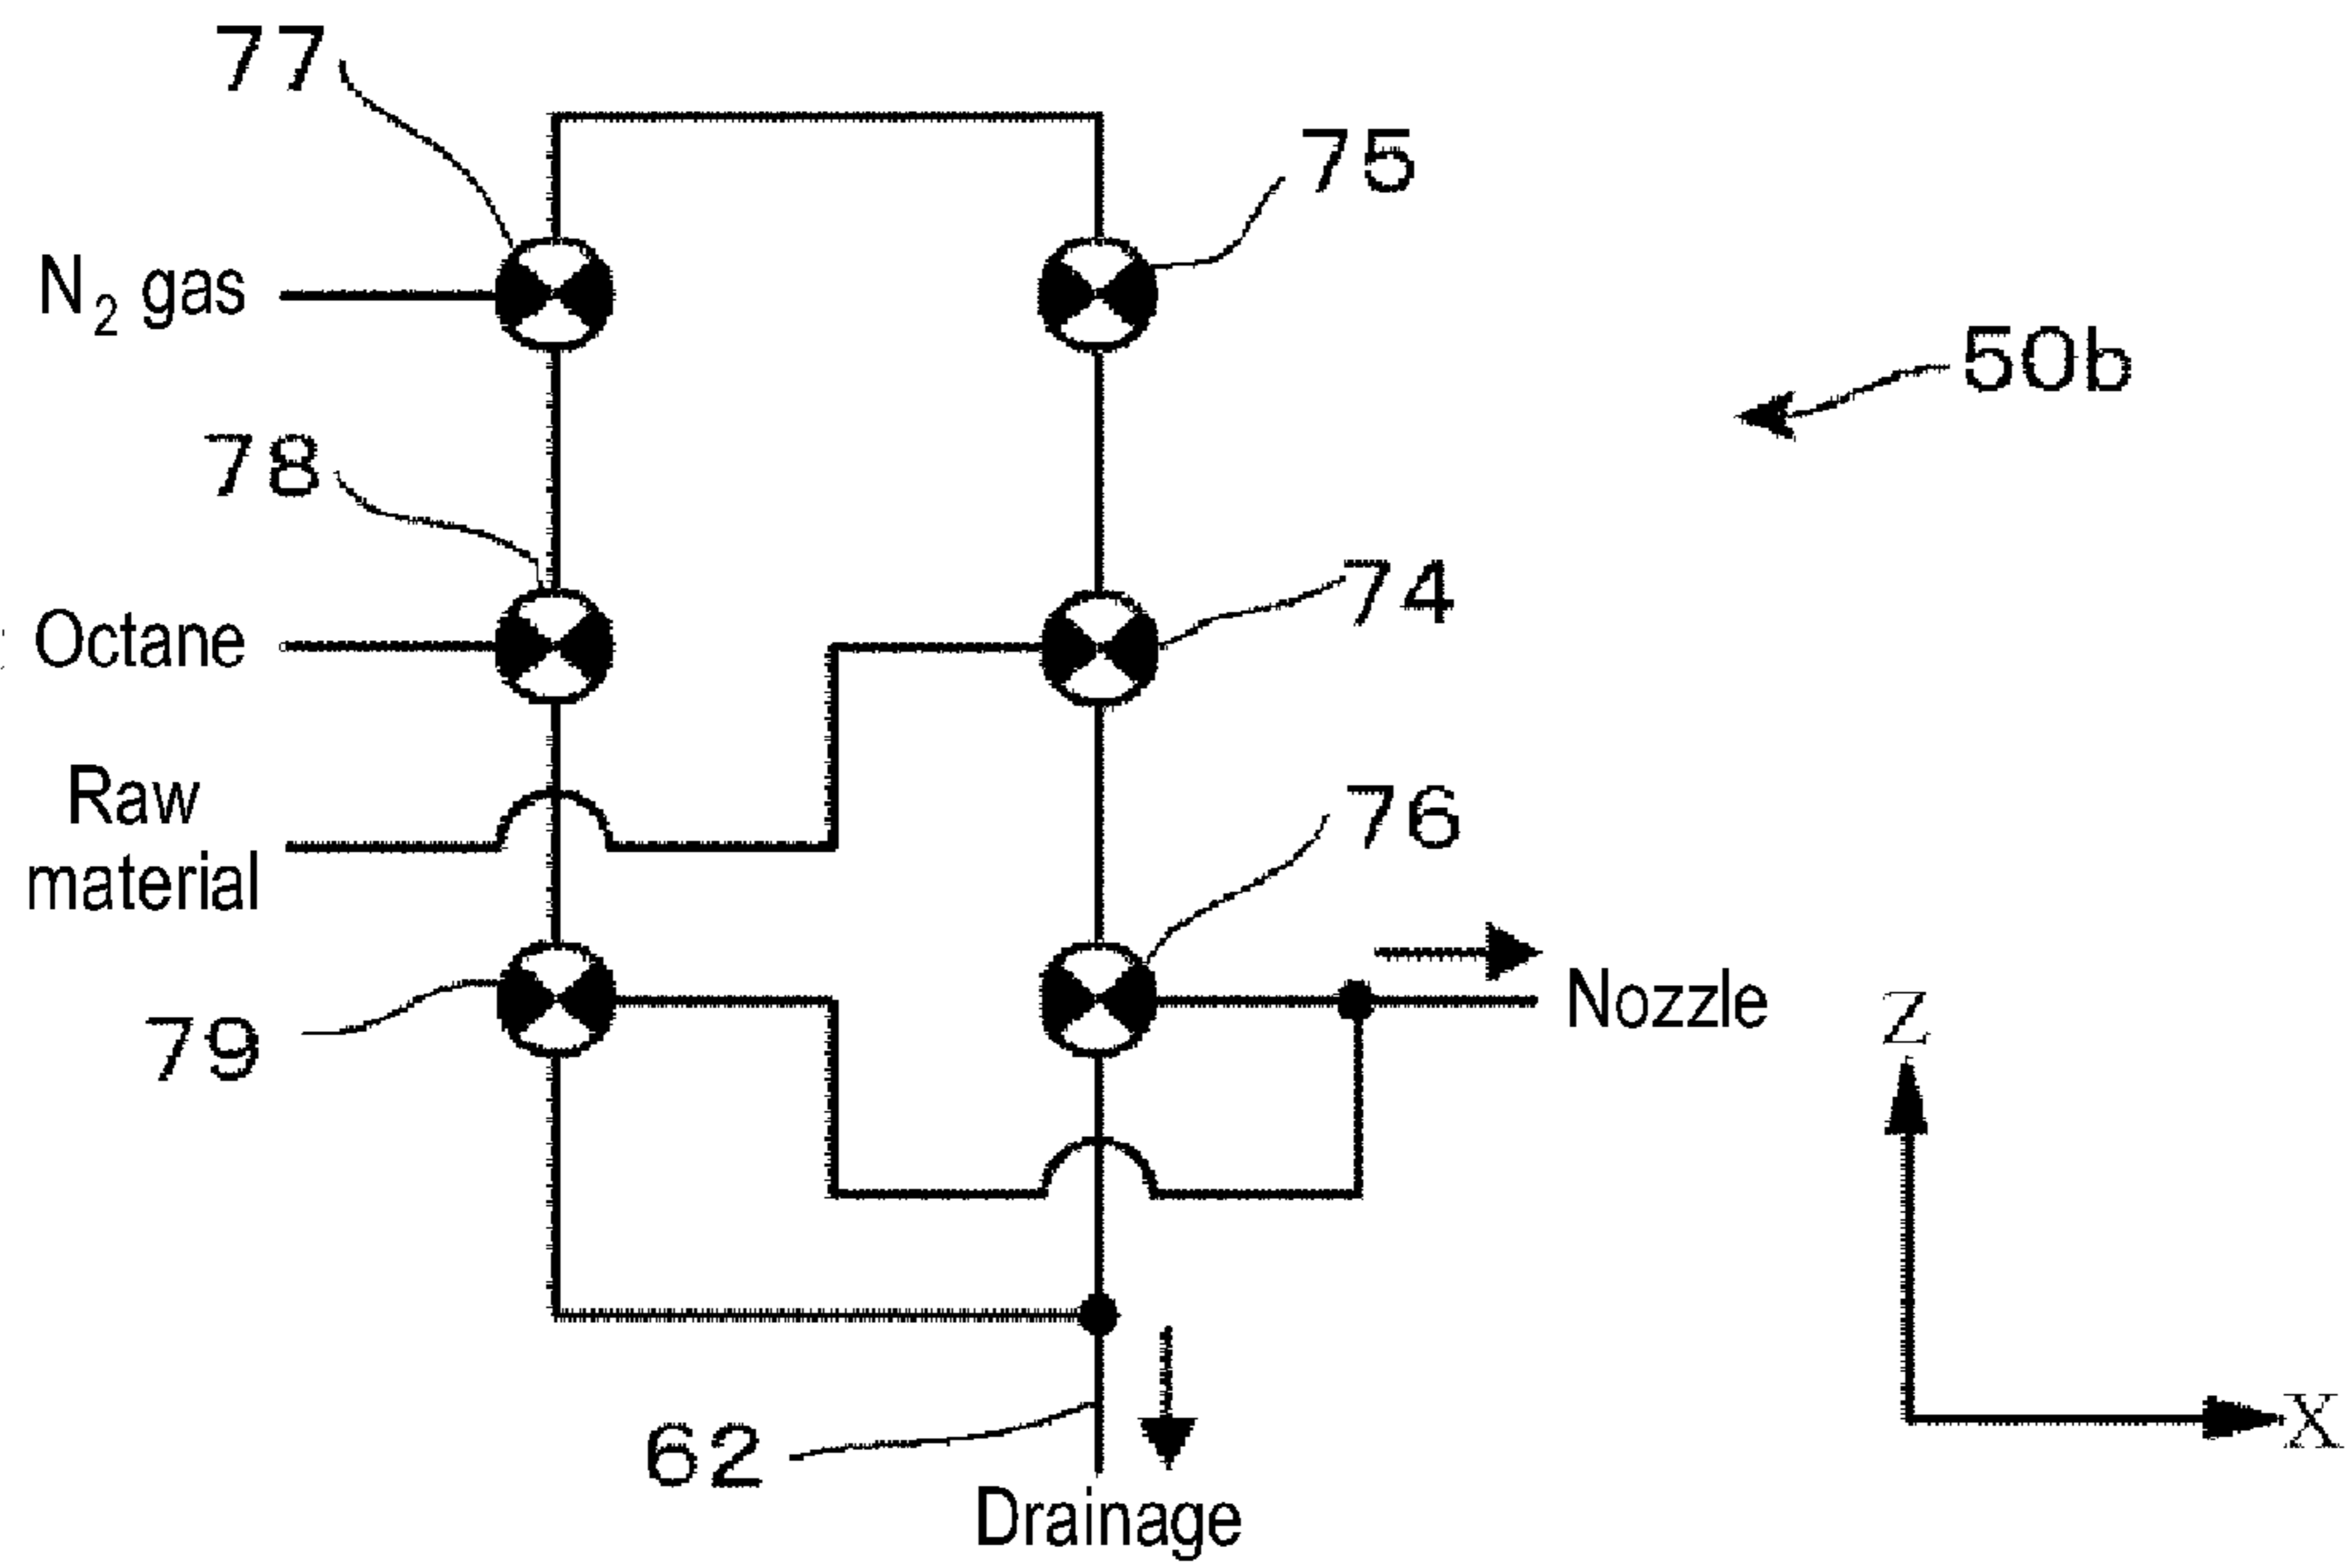 77
75
N₂ gas
50b
78
74
Octane
Raw
material
76
Nozzle
79
Z
62
X
Drainage